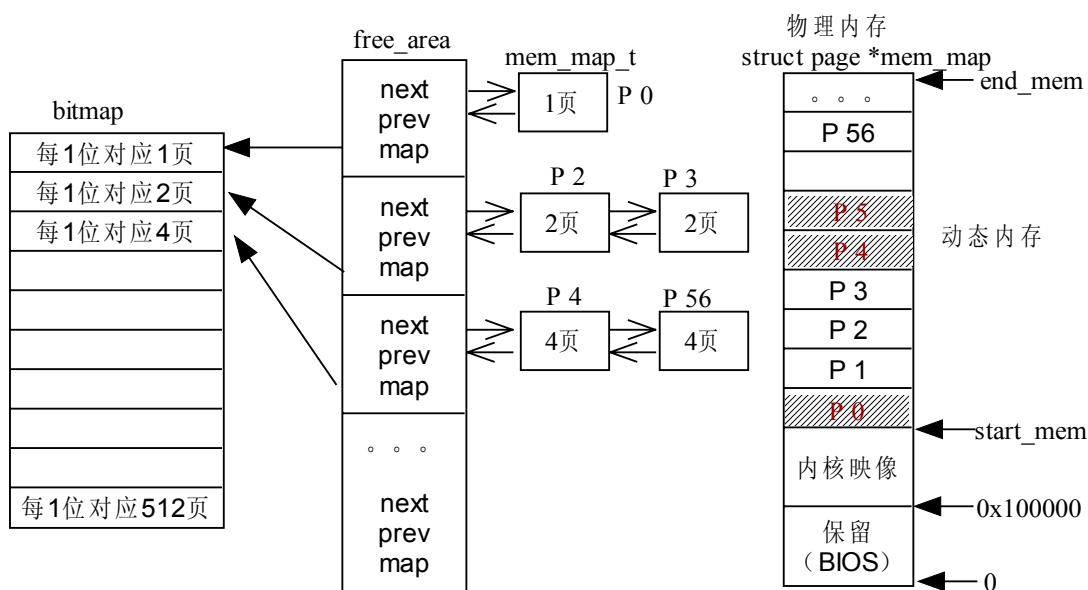 bitmap
每1位对应1页
每1位对应2页
每1位对应4页
每1位对应512页
free_area
next
prev
map
next
prev
map
next
prev
map
。。。
next
prev
map
mem_map_t
1页
P 0
P 2
P 3
2页
2页
P 4
P 56
4页
4页
物理内存
struct page *mem_map
。。。
P 56
P 5
P 4
P 3
P 2
P 1
P 0
内核映像
保留
（BIOS）
end_mem
动态内存
start_mem
0x100000
0